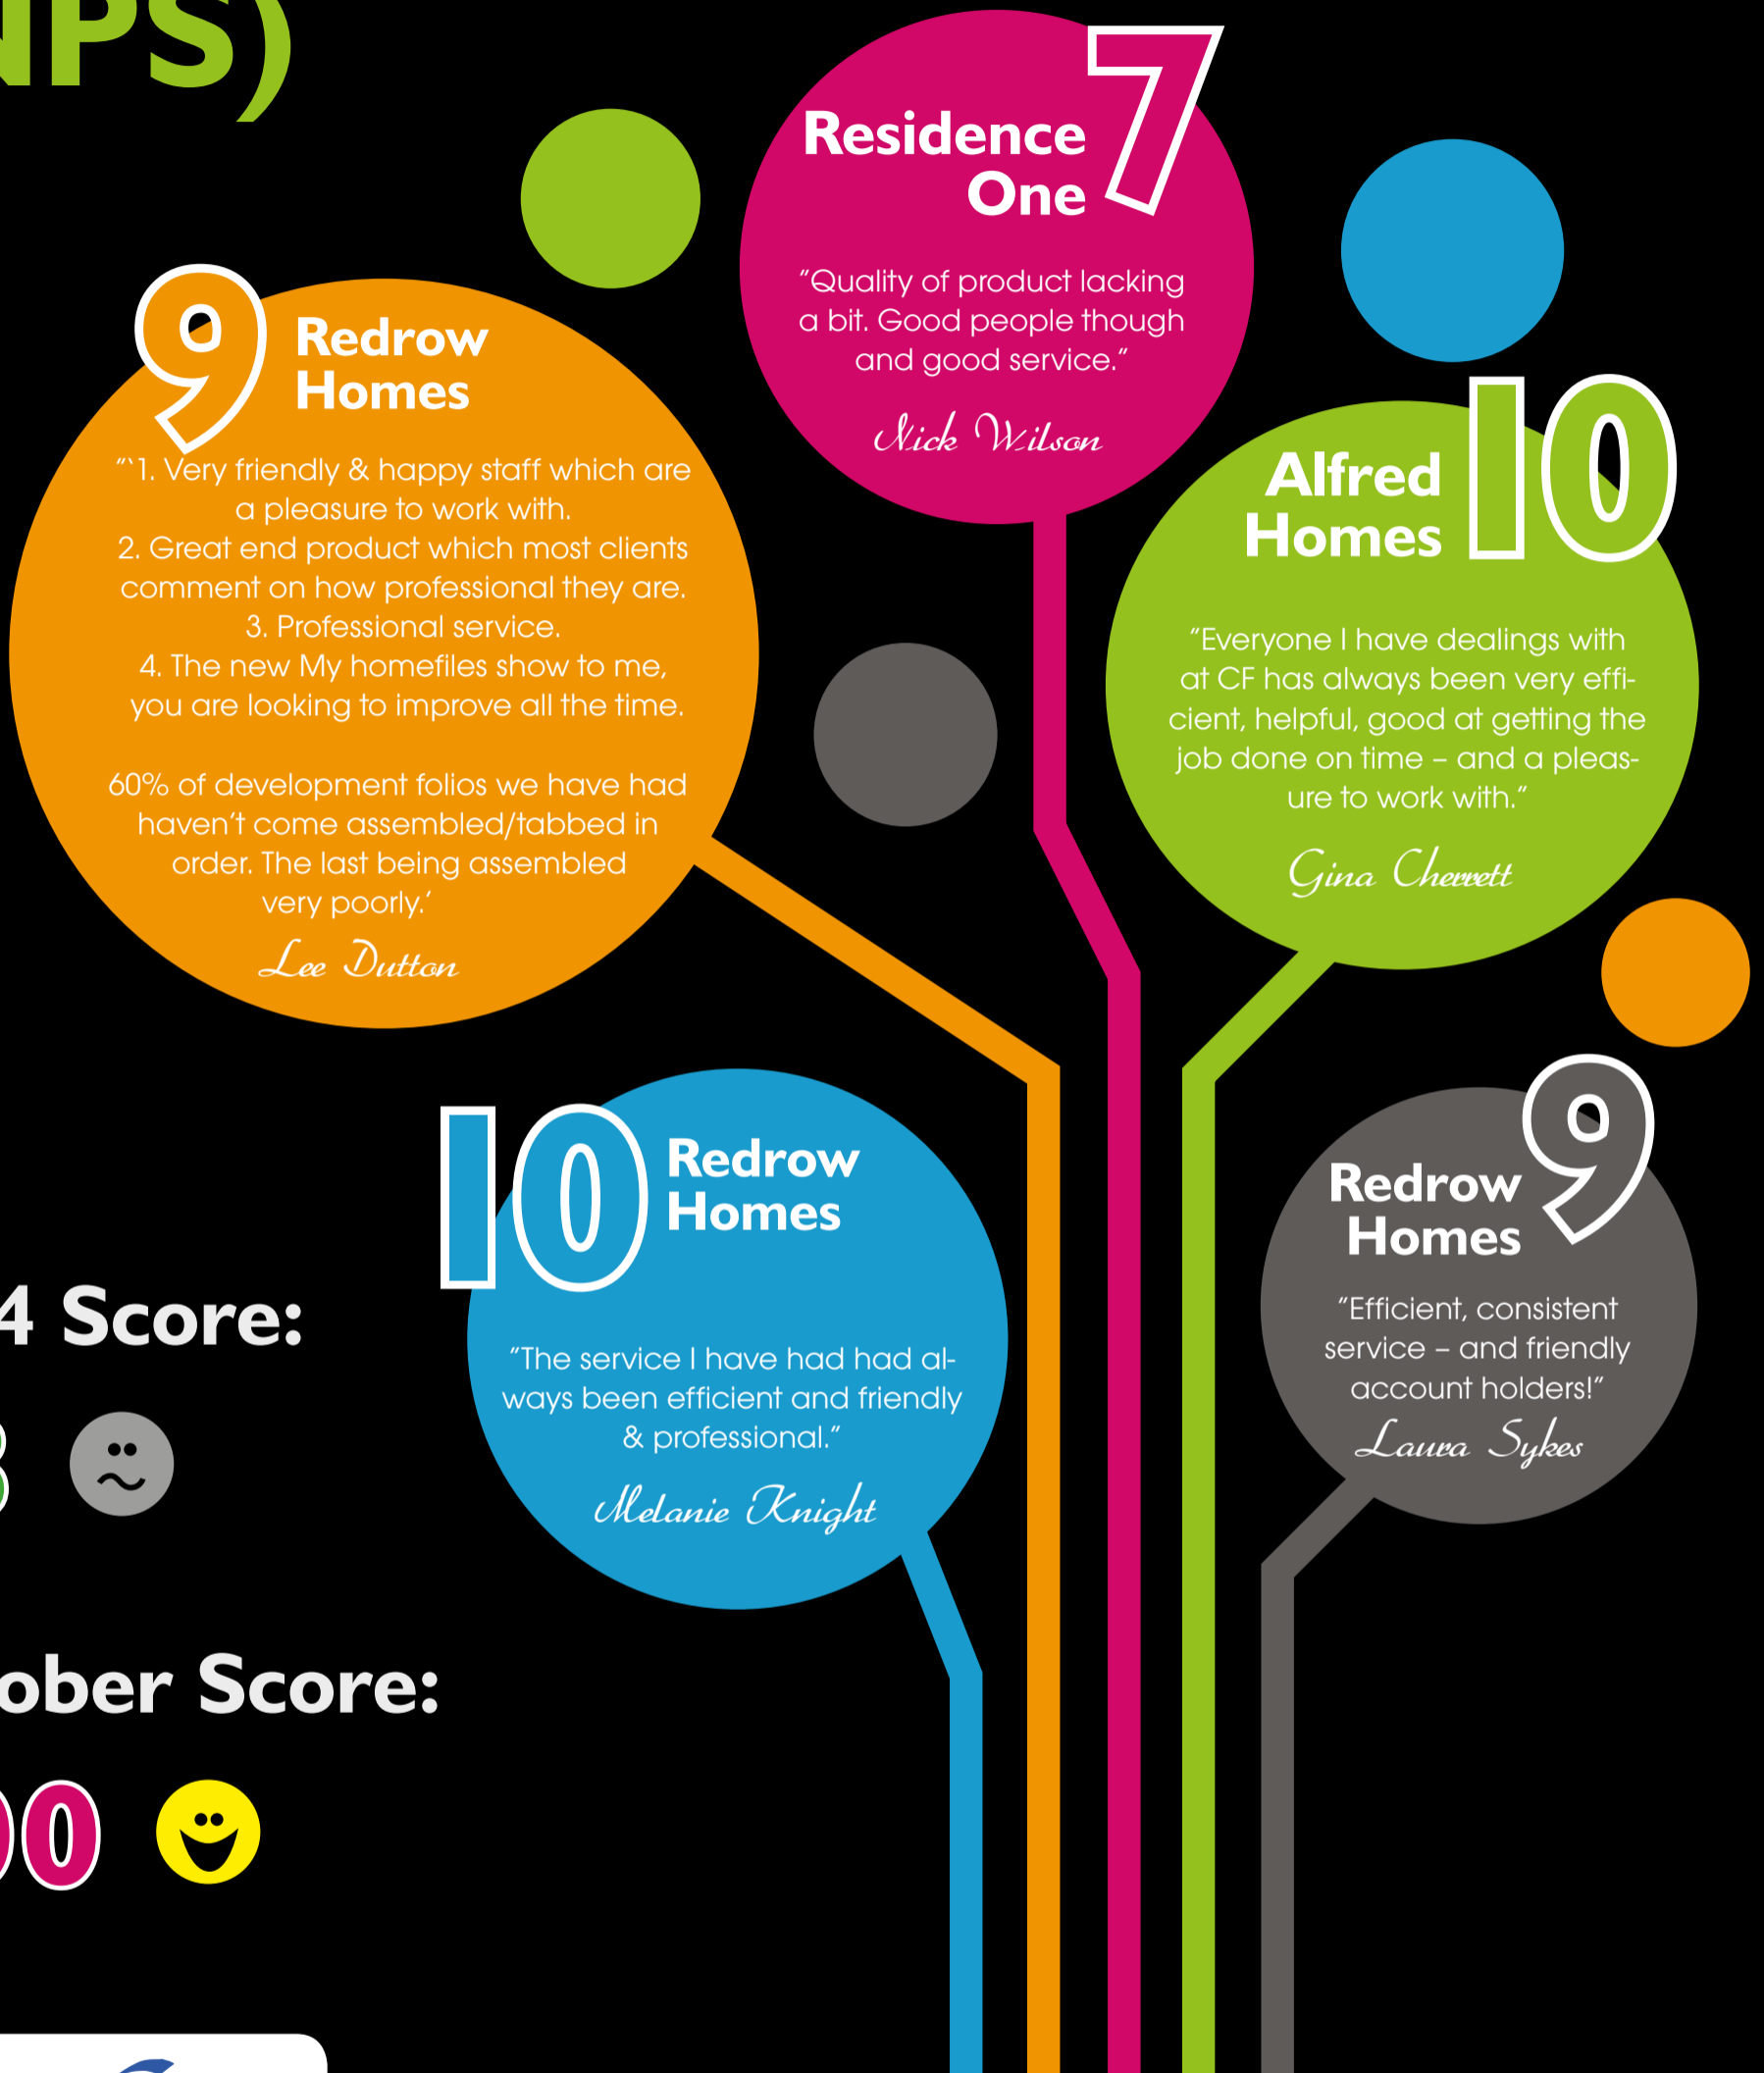 NPS)
7
Residence
One
"Quality of product lacking
a bit. Good people though
and good service."
Nick Wilson
9
Redrow
Homes
"'1. Very friendly & happy staff which are
a pleasure to work with.
2. Great end product which most clients
comment on how professional they are.
3. Professional service.
4. The new My homefiles show to me,
you are looking to improve all the time.
60% of development folios we have had
haven't come assembled/tabbed in
order. The last being assembled
very poorly.'
Lee Dutton
10
Alfred
Homes
"Everyone I have dealings with
at CF has always been very effi-
cient, helpful, good at getting the
job done on time – and a pleas-
ure to work with."
Gina Cherrett
10
Redrow
Homes
"The service I have had had al-
ways been efficient and friendly
& professional."
Melanie Knight
9
Redrow
Homes
"Efficient, consistent
service – and friendly
account holders!"
Laura Sykes
4 Score:
ober Score:
0